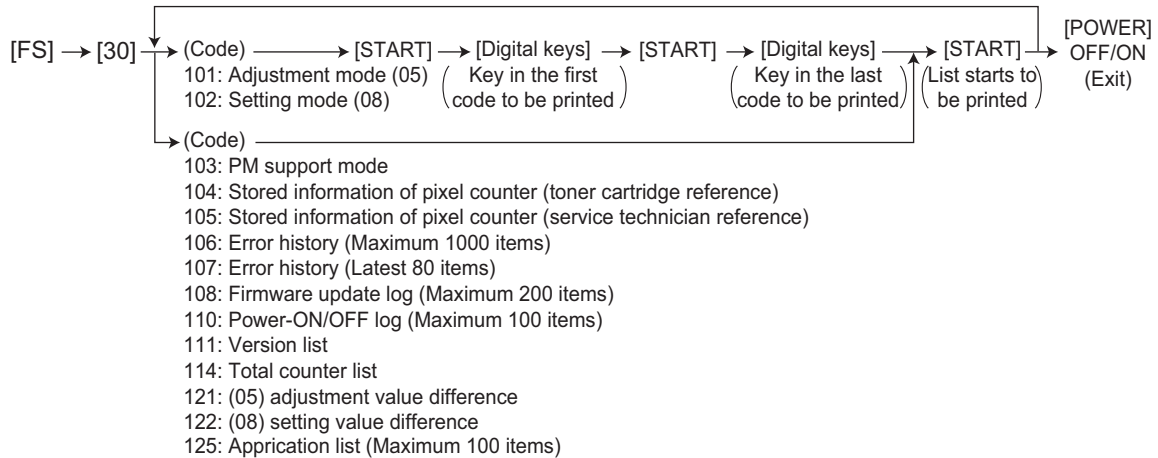 [FS] → [30] → (Code) → [START] → [Digital keys] → [START] → [Digital keys] → [START] → [POWER] OFF/ON (Exit)
101: Adjustment mode (05)
102: Setting mode (08)
(Key in the first code to be printed)
(Key in the last code to be printed)
(List starts to be printed)
(Code)
103: PM support mode
104: Stored information of pixel counter (toner cartridge reference)
105: Stored information of pixel counter (service technician reference)
106: Error history (Maximum 1000 items)
107: Error history (Latest 80 items)
108: Firmware update log (Maximum 200 items)
110: Power-ON/OFF log (Maximum 100 items)
111: Version list
114: Total counter list
121: (05) adjustment value difference
122: (08) setting value difference
125: Apprication list (Maximum 100 items)